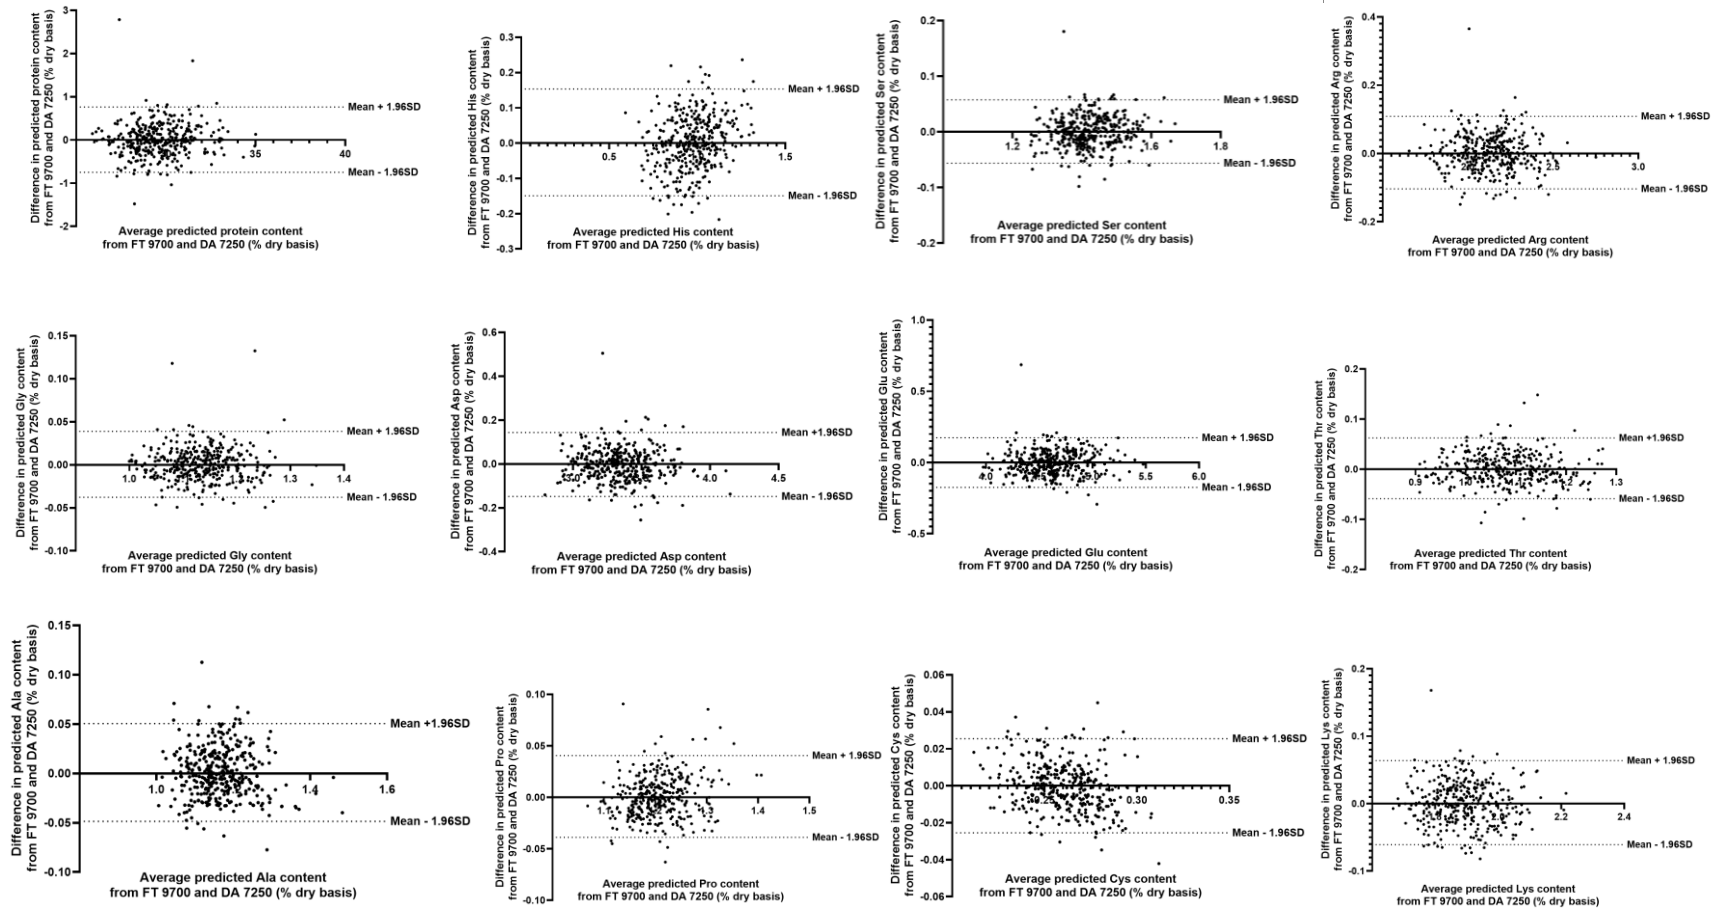 Difference in predicted protein content
from FT 9700 and DA 7250 (% dry basis)
3
2
1
0
-1
-2
Mean + 1.96SD
35
40
Mean - 1.96SD
Average predicted protein content
from FT 9700 and DA 7250 (% dry basis)
Difference in predicted His content
from FT 9700 and DA 7250 (% dry basis)
0.3
0.2
0.1
0.0
-0.1
-0.2
-0.3
Mean + 1.96SD
0.5
1.5
Mean - 1.96SD
Average predicted His content
from FT 9700 and DA 7250 (% dry basis)
Difference in predicted Ser content
from FT 9700 and DA 7250 (% dry basis)
0.2
0.1
0.0
-0.1
-0.2
Mean + 1.96SD
1.2
1.6
1.8
Mean - 1.96SD
Average predicted Ser content
from FT 9700 and DA 7250 (% dry basis)
Difference in predicted Arg content
from FT 9700 and DA 7250 (% dry basis)
0.4
0.2
0.0
-0.2
Mean + 1.96SD
2.5
3.0
Mean - 1.96SD
Average predicted Arg content
from FT 9700 and DA 7250 (% dry basis)
Difference in predicted Gly content
from FT 9700 and DA 7250 (% dry basis)
0.15
0.10
0.05
0.00
-0.05
-0.10
Mean + 1.96SD
1.0
1.3
1.4
Mean - 1.96SD
Average predicted Gly content
from FT 9700 and DA 7250 (% dry basis)
Difference in predicted Asp content
from FT 9700 and DA 7250 (% dry basis)
0.6
0.4
0.2
0.0
-0.2
-0.4
Mean +1.96SD
3.0
4.0
4.5
Mean - 1.96SD
Average predicted Asp content
from FT 9700 and DA 7250 (% dry basis)
Difference in predicted Glu content
from FT 9700 and DA 7250 (% dry basis)
1.0
0.5
0.0
-0.5
Mean + 1.96SD
4.0
5.5
6.0
Mean - 1.96SD
Average predicted Glu content
from FT 9700 and DA 7250 (% dry basis)
Difference in predicted Thr content
from FT 9700 and DA 7250 (% dry basis)
0.2
0.1
0.0
-0.1
-0.2
Mean +1.96SD
0.9
1.3
Mean - 1.96SD
Average predicted Thr content
from FT 9700 and DA 7250 (% dry basis)
Difference in predicted Ala content
from FT 9700 and DA 7250 (% dry basis)
0.15
0.10
0.05
0.00
-0.05
-0.10
Mean +1.96SD
1.0
1.4
1.6
Mean - 1.96SD
Average predicted Ala content
from FT 9700 and DA 7250 (% dry basis)
Difference in predicted Pro content
from FT 9700 and DA 7250 (% dry basis)
0.10
0.05
0.00
-0.05
-0.10
Mean + 1.96SD
1.3
1.4
1.5
Mean - 1.96SD
Average predicted Pro content
from FT 9700 and DA 7250 (% dry basis)
Difference in predicted Cys content
from FT 9700 and DA 7250 (% dry basis)
0.06
0.04
0.02
0.00
-0.02
-0.04
-0.06
Mean + 1.96SD
0.25
0.30
0.35
Mean - 1.96SD
Average predicted Cys content
from FT 9700 and DA 7250 (% dry basis)
Difference in predicted Lys content
from FT 9700 and DA 7250 (% dry basis)
0.2
0.1
0.0
-0.1
Mean + 1.96SD
2.2
2.4
Mean - 1.96SD
Average predicted Lys content
from FT 9700 and DA 7250 (% dry basis)